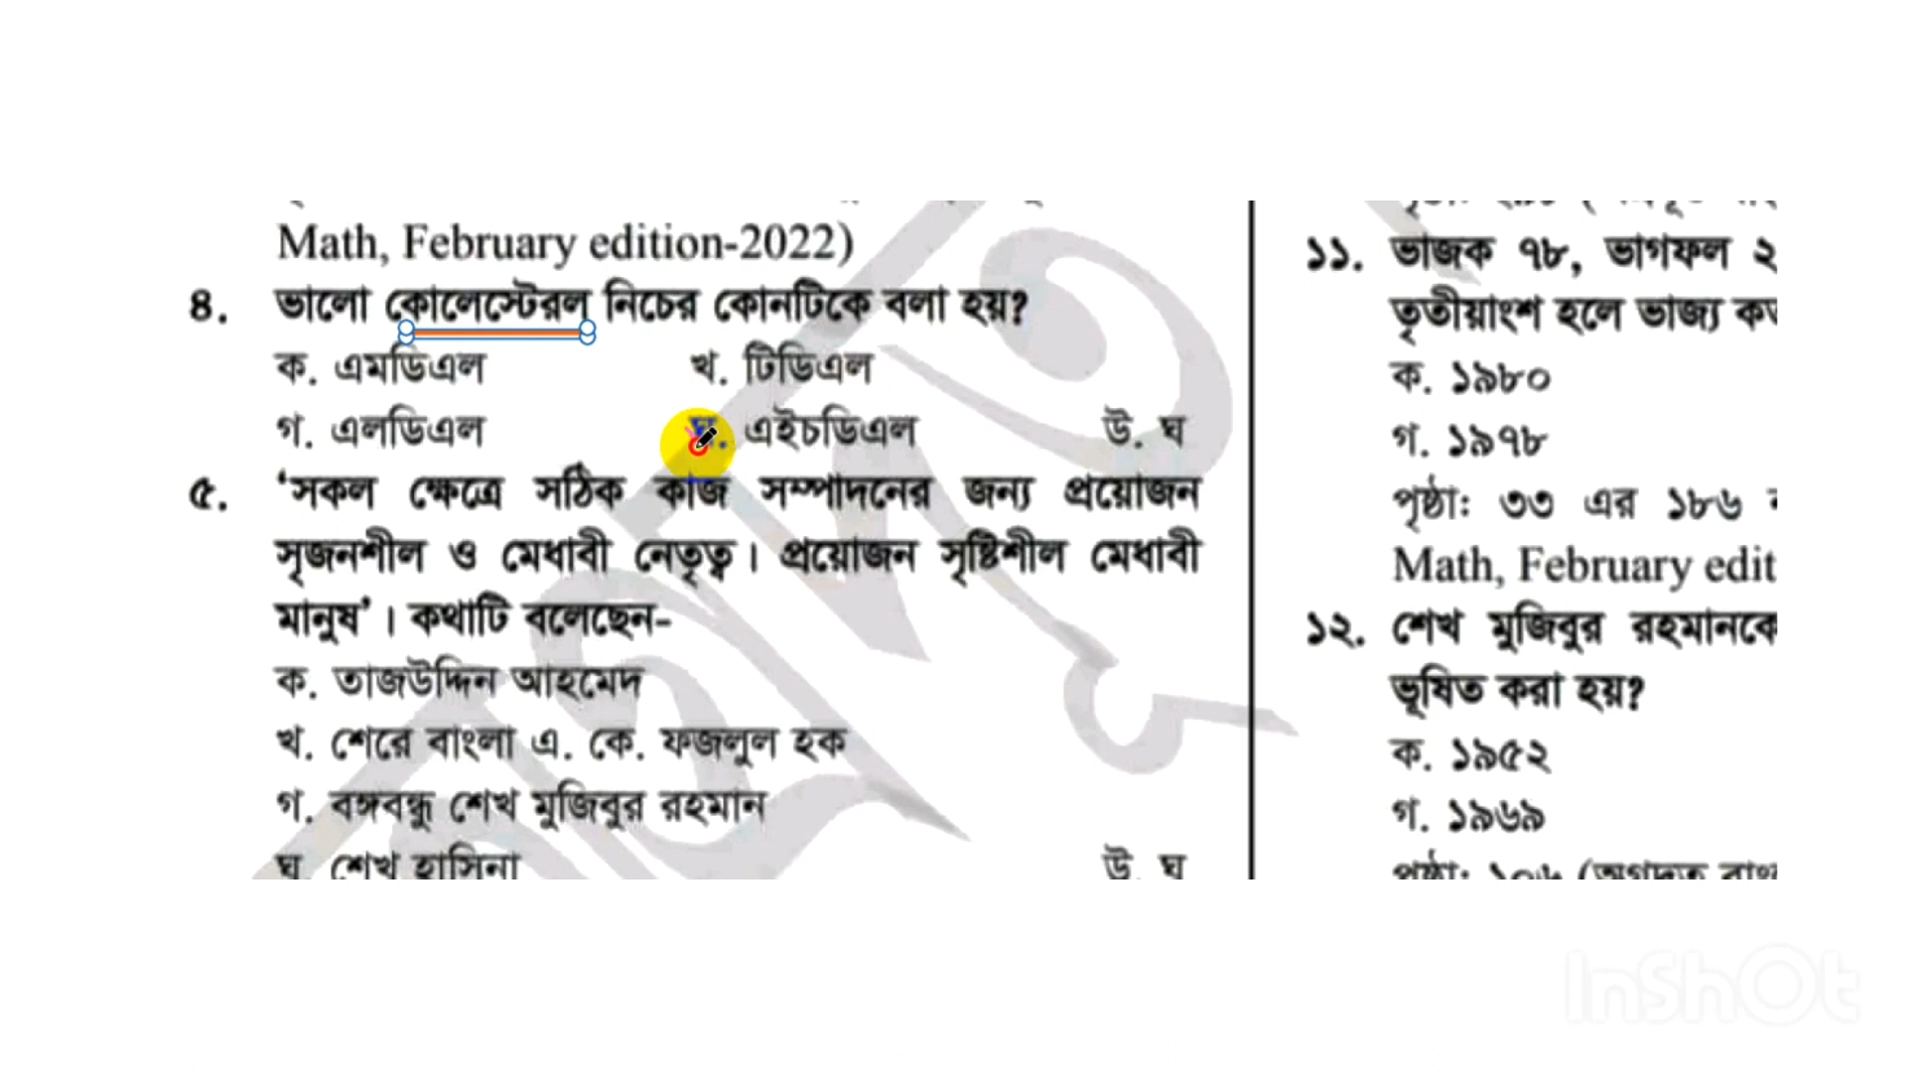 Math, February edition-2022)
৪. ভালো কোলেস্টেরল নিচের কোনটিকে বলা হয়?
ক. এমডিএল খ. টিডিএল
গ. এলডিএল ঘ. এইচডিএল উ. ঘ
৫. ‘সকল ক্ষেত্রে সঠিক কাজ সম্পাদনের জন্য প্রয়োজন
সৃজনশীল ও মেধাবী নেতৃত্ব। প্রয়োজন সৃষ্টিশীল মেধাবী
মানুষ’। কথাটি বলেছেন-
ক. তাজউদ্দিন আহমেদ
খ. শেরে বাংলা এ. কে. ফজলুল হক
গ. বঙ্গবন্ধু শেখ মুজিবুর রহমান
ঘ. শেখ হাসিনা উ. ঘ
১১. ভাজক ৭৮, ভাগফল ২
তৃতীয়াংশ হলে ভাজ্য
ক. ১৯৮০
গ. ১৯৭৮
পৃষ্ঠা: ৩৩ এর ১৮৬
Math, February edit
১২. শেখ মুজিবুর রহমানকে
ভূষিত করা হয়?
ক. ১৯৫২
গ. ১৯৬৯
InShOt